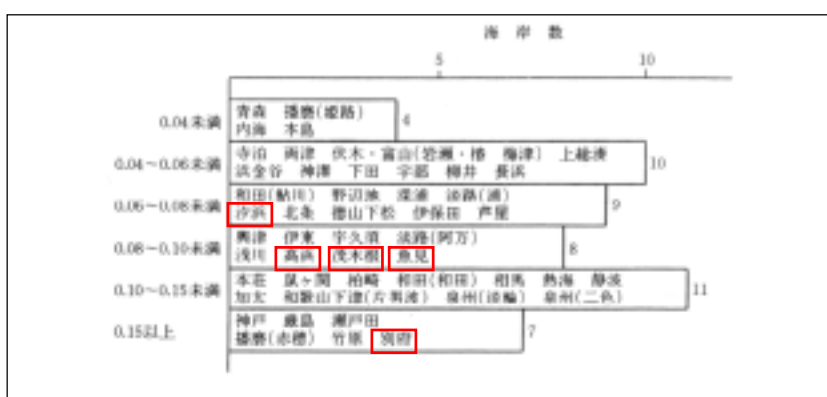 海岸数
5 10
0.04未満 青森 播磨(姫路) 4
内海 本島
0.04～0.06未満 寺泊 両津 伏木・富山(岩瀬・ 梅津) 上総湊 10
浜金谷 神津 下田 宇部 柳井 長浜
0.06～0.08未満 和田(鮎川) 野辺地 深浦 淡路(浦) 9
汐浜 北条 徳山下松 伊保田 芦屋
0.08～0.10未満 興津 伊東 宇久須 淡路(阿万) 8
浅川 高浜 茂木根 魚見
0.10～0.15未満 本荘 鼠ヶ関 柏崎 和田(和田) 相馬 熱海 静波 11
加太 和歌山下津(片男波) 泉州(淡輪) 泉州(二色)
0.15以上 神戸 厳島 瀬戸田 7
播磨(赤穂) 竹原 別府